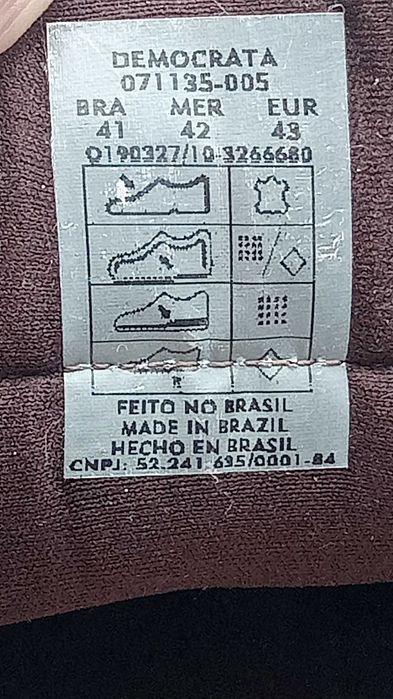 DEMOCRATA
071135-005
BRA MER EUR
41 42 43
Q190327/10-3266680
FEITO NO BRASIL
MADE IN BRAZIL
HECHO EN BRASIL
CNPJ: 52.241.635/0001-84